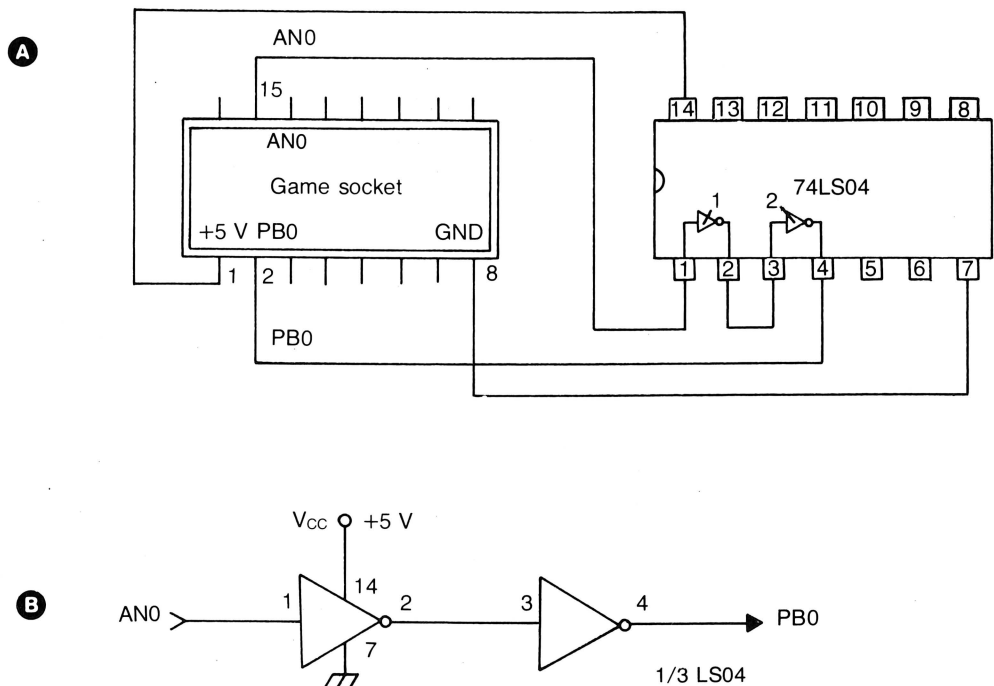 A
AN0
15
14 13 12 11 10 9 8
AN0
Game socket
74LS04
1 2
+5 V PB0 GND
1 2 8
1 2 3 4 5 6 7
PB0
VCC +5 V
B
AN0
1
14
2
7
3
4
PB0
1/3 LS04